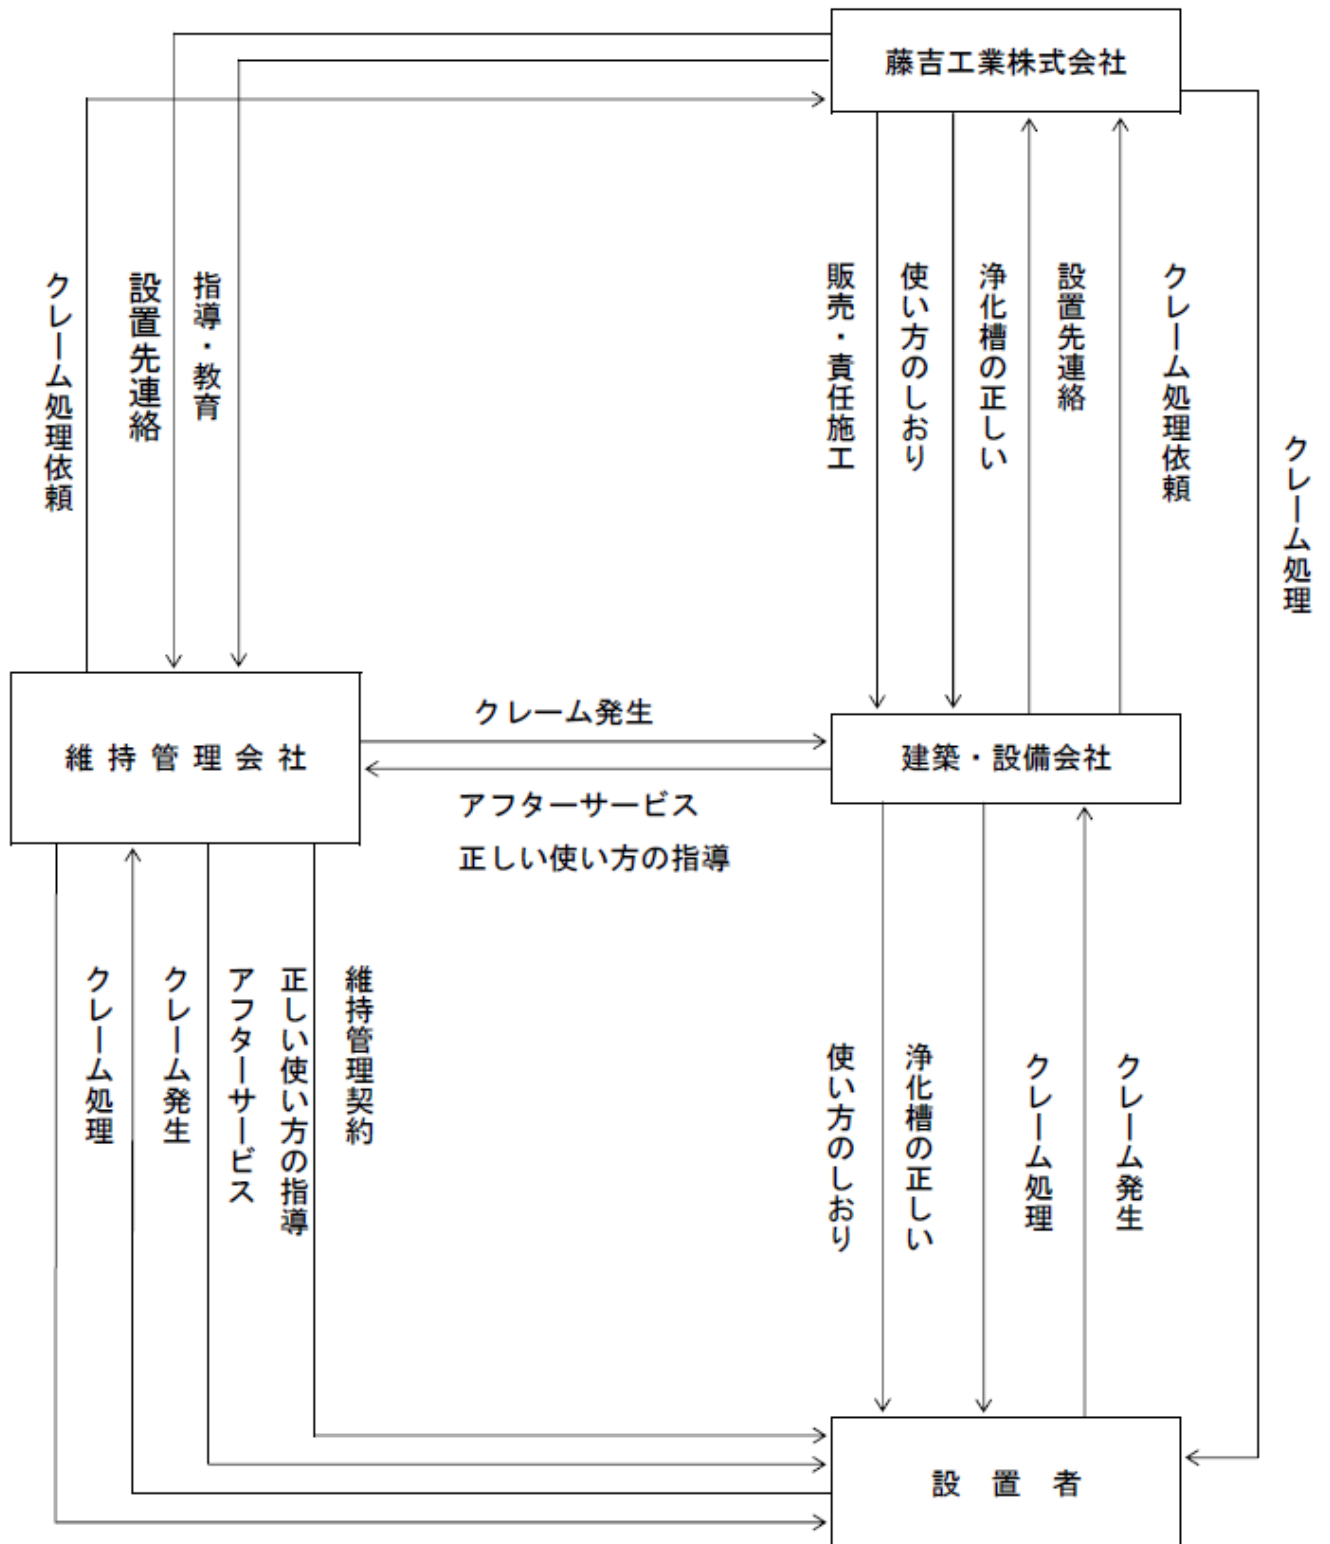 藤吉工業株式会社
クレーム処理依頼
設置先連絡
指導・教育
販売・責任施工
浄化槽の正しい
使い方のしおり
設置先連絡
クレーム処理依頼
クレーム処理
維持管理会社
クレーム発生
アフターサービス
正しい使い方の指導
建築・設備会社
クレーム処理
クレーム発生
アフターサービス
正しい使い方の指導
維持管理契約
浄化槽の正しい
使い方のしおり
クレーム処理
クレーム発生
設置者